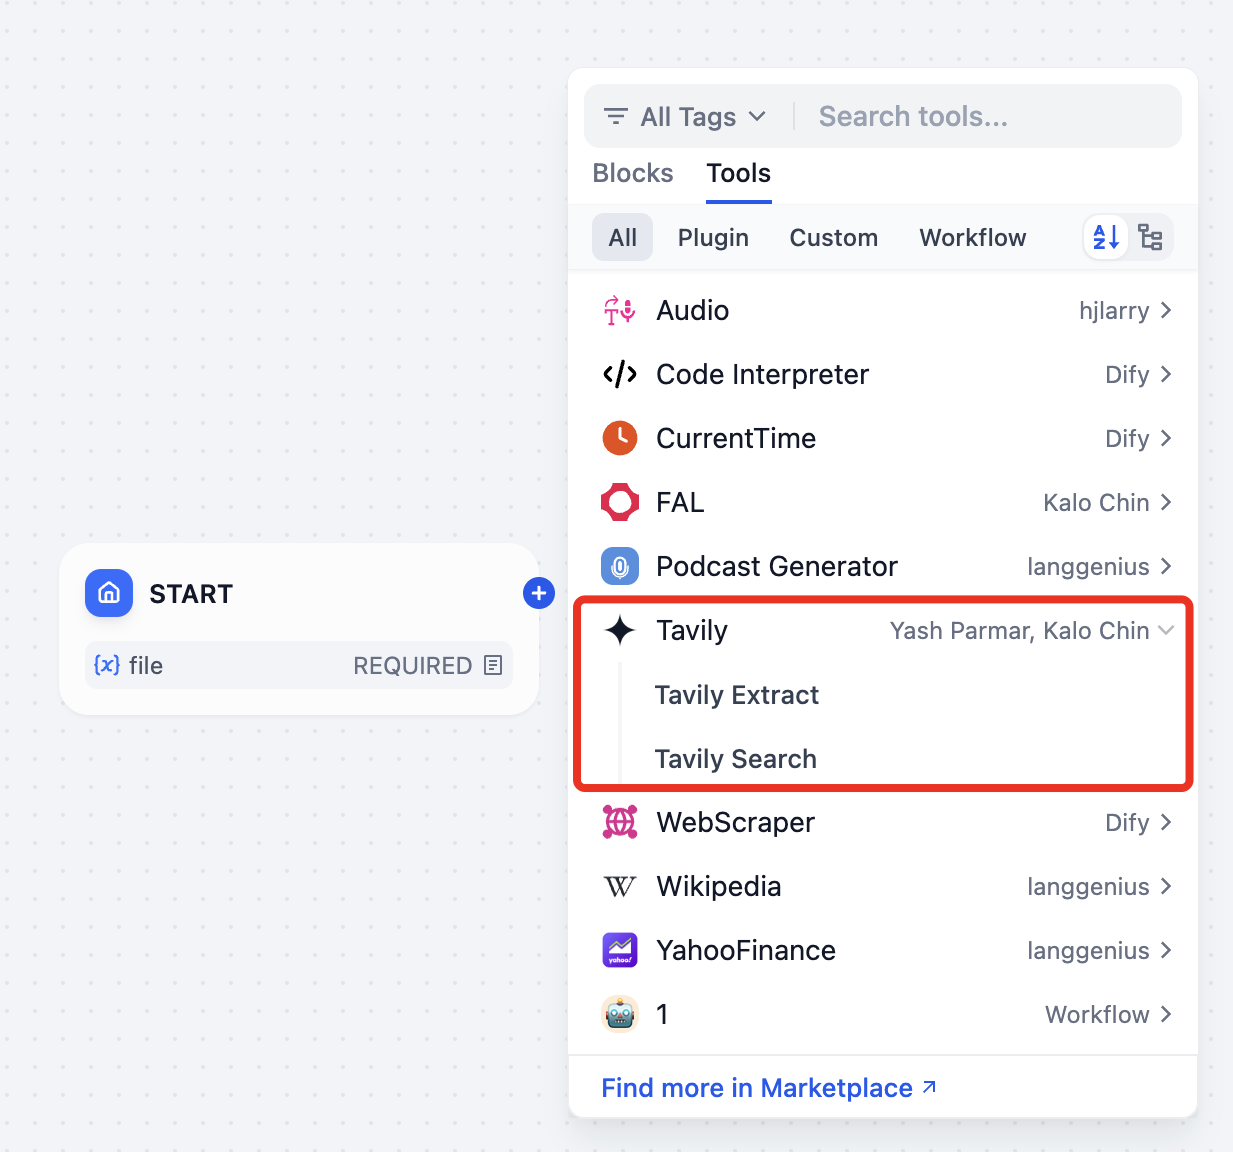 All Tags Search tools...
Blocks Tools
All Plugin Custom Workflow AZ
Audio hjlarry
Code Interpreter Dify
CurrentTime Dify
FAL Kalo Chin
Podcast Generator langgenius
START
{x} file REQUIRED
Tavily Yash Parmar, Kalo Chin
Tavily Extract
Tavily Search
WebScraper Dify
W Wikipedia langgenius
yahoo! YahooFinance langgenius
1 Workflow
Find more in Marketplace